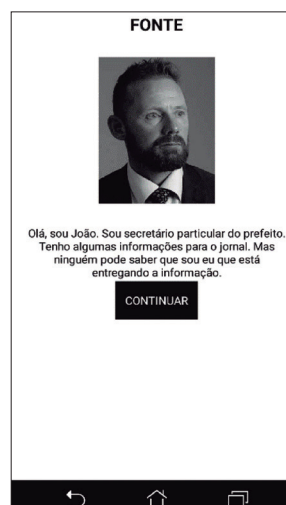 FONTE
Olá, sou João. Sou secretário particular do prefeito.
Tenho algumas informações para o jornal. Mas
ninguém pode saber que sou eu que está
entregando a informação.
CONTINUAR